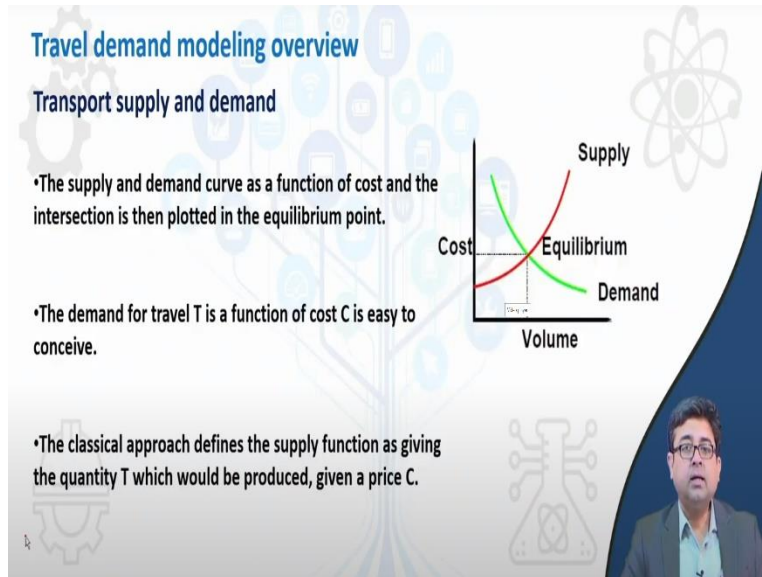 Travel demand modeling overview
Transport supply and demand
•The supply and demand curve as a function of cost and the
intersection is then plotted in the equilibrium point.
•The demand for travel T is a function of cost C is easy to
conceive.
•The classical approach defines the supply function as giving
the quantity T which would be produced, given a price C.
Supply
Cost
Equilibrium
Demand
Volume